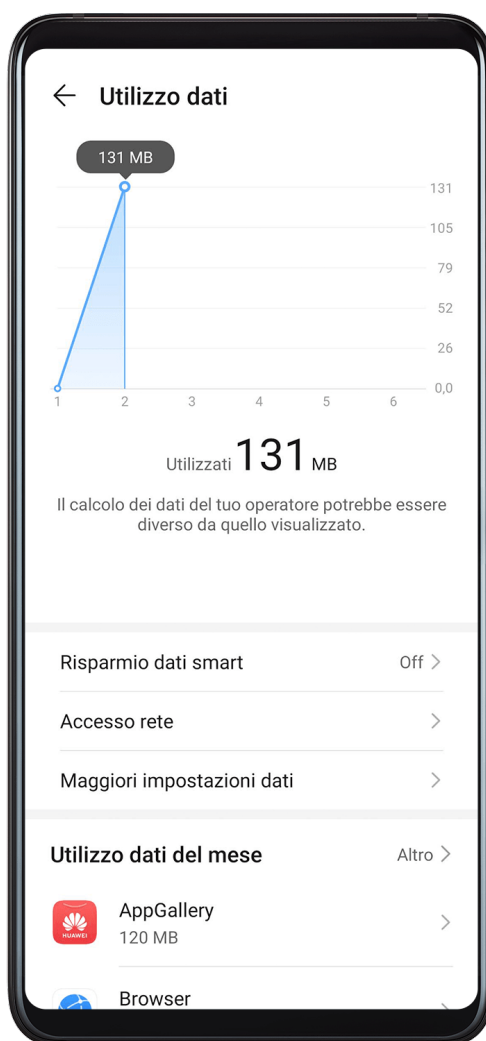 Utilizzo dati
131 MB
131
105
79
52
26
0,0
1 2 3 4 5 6
Utilizzati 131 MB
Il calcolo dei dati del tuo operatore potrebbe essere
diverso da quello visualizzato.
Risparmio dati smart Off
Accesso rete
Maggiori impostazioni dati
Utilizzo dati del mese Altro
AppGallery
HUAWEI
120 MB
Browser